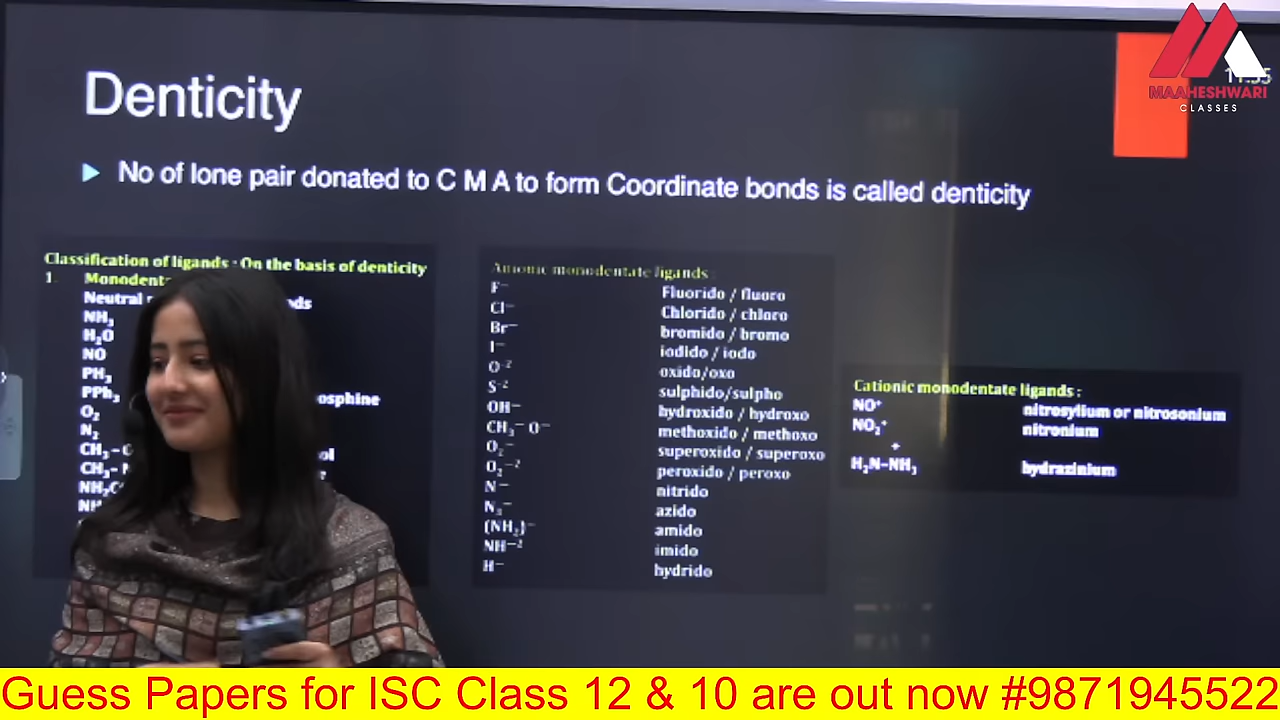 Denticity
No of lone pair donated to C M A to form Coordinate bonds is called denticity
MAAHESHWARI
CLASSES
Classification of ligands : On the basis of denticity
1. Monodent
Neutral
NH₃
H₂O
NO
PH₃
PPh₃ osphine
O₂
N₂
CH₃-
CH₃-
Anionic monodentate ligands :
F⁻ Fluorido / fluoro
Cl⁻ Chlorido / chloro
Br⁻ bromido / bromo
I⁻ iodido / iodo
O⁻² oxido/oxo
S⁻² sulphido/sulpho
OH⁻ hydroxido / hydroxo
CH₃⁻ O⁻ methoxido / methoxo
O₂⁻ superoxido / superoxo
O₂⁻² peroxido / peroxo
N⁻ nitrido
N₃⁻ azido
(NH₂)⁻ amido
NH⁻² imido
H⁻ hydrido
Cationic monodentate ligands :
NO⁺ nitrosylium or nitrosonium
NO₂⁺ nitronium
+
H₂N–NH₃ hydrazinium
Guess Papers for ISC Class 12 & 10 are out now #9871945522